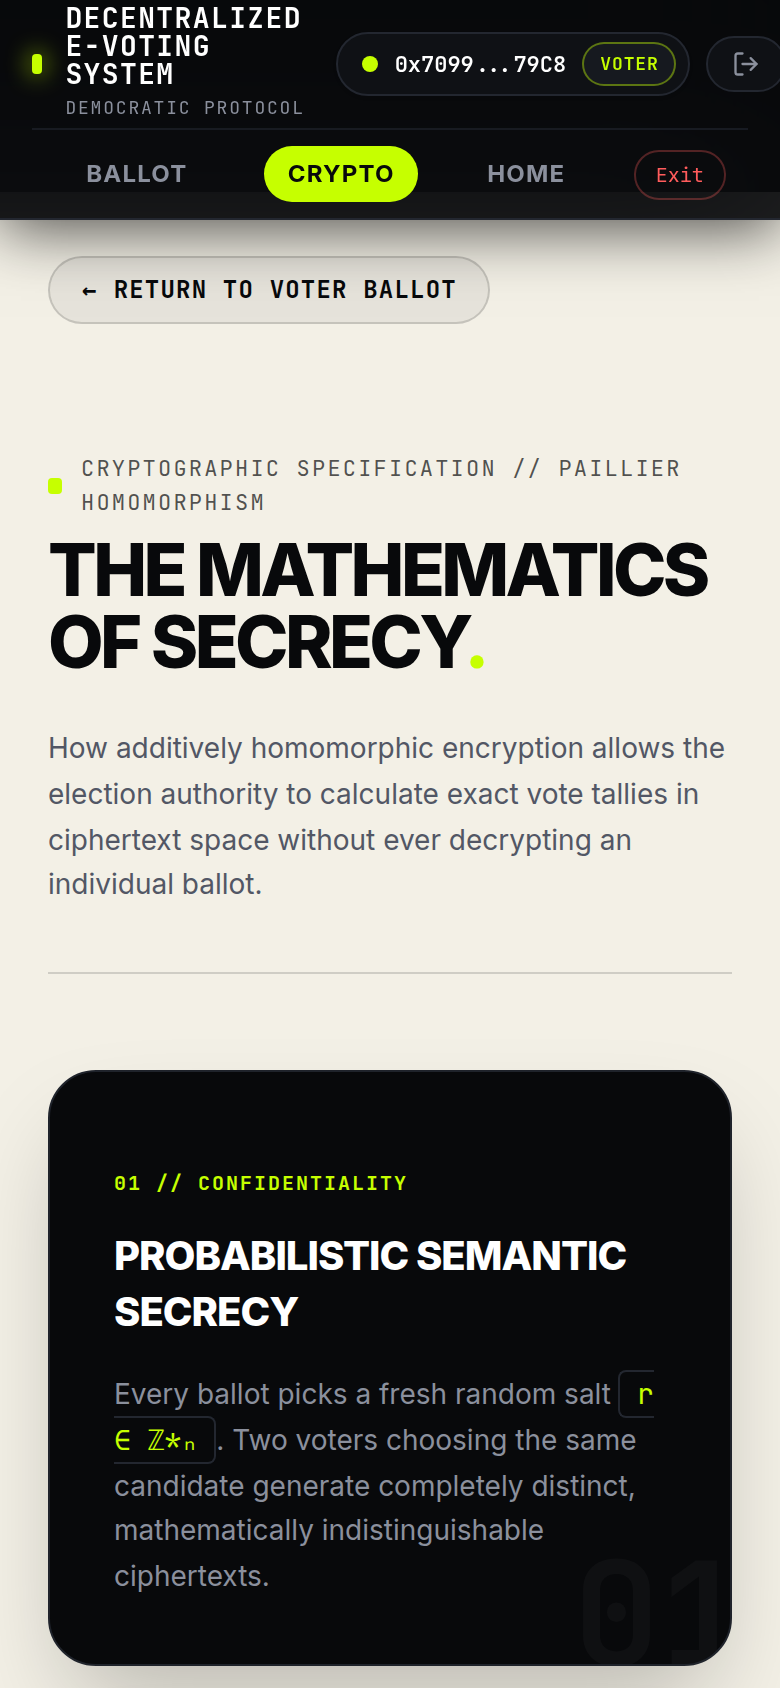 DECENTRALIZED
E-VOTING
SYSTEM
DEMOCRATIC PROTOCOL
0x7099...79C8
VOTER
BALLOT
CRYPTO
HOME
Exit
← RETURN TO VOTER BALLOT
CRYPTOGRAPHIC SPECIFICATION // PAILLIER
HOMOMORPHISM
THE MATHEMATICS
OF SECRECY.
How additively homomorphic encryption allows the
election authority to calculate exact vote tallies in
ciphertext space without ever decrypting an
individual ballot.
01 // CONFIDENTIALITY
PROBABILISTIC SEMANTIC
SECRECY
Every ballot picks a fresh random salt r
∈ ℤ*ₙ . Two voters choosing the same
candidate generate completely distinct,
mathematically indistinguishable
ciphertexts.
01